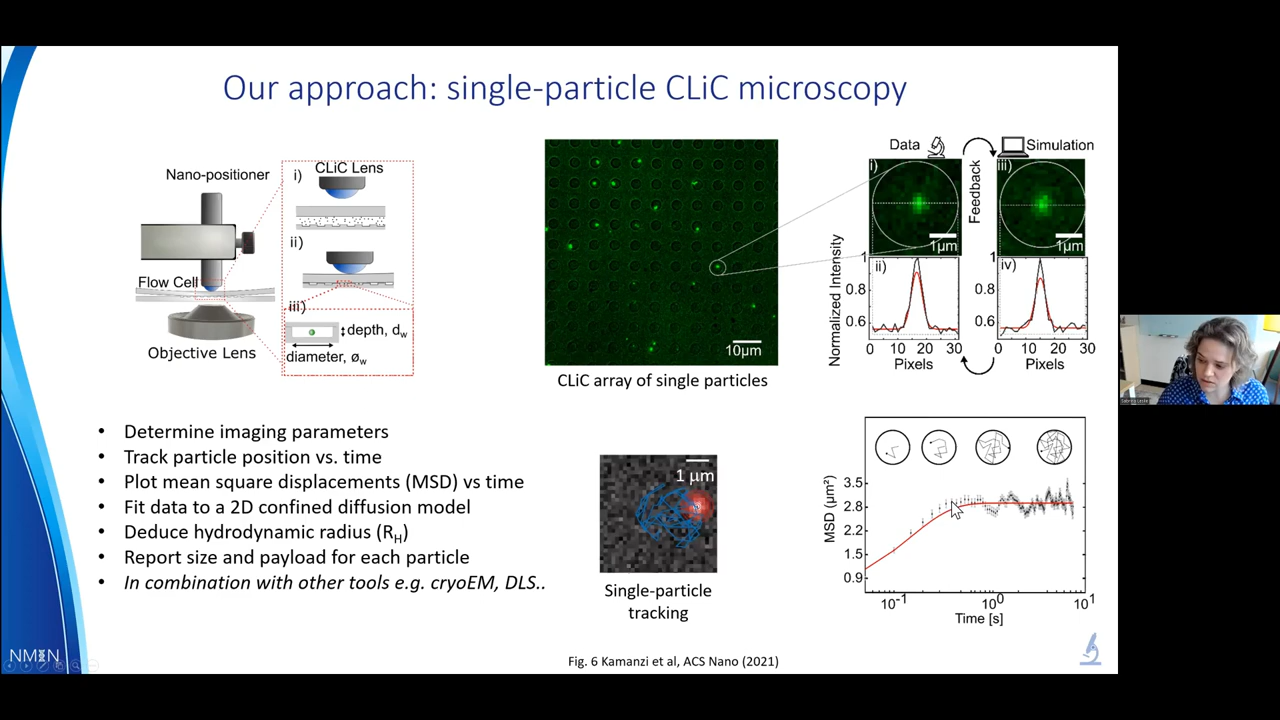 Our approach: single-particle CLiC microscopy
Nano-positioner
Flow Cell
Objective Lens
i)
CLiC Lens
ii)
iii)
depth, dw
diameter, øw
10μm
CLiC array of single particles
Data
Simulation
Feedback
i)
1μm
iii)
1μm
Normalized Intensity
ii)
1
0.8
0.6
0 10 20 30
Pixels
iv)
1
0.8
0.6
0 10 20 30
Pixels
• Determine imaging parameters
• Track particle position vs. time
• Plot mean square displacements (MSD) vs time
• Fit data to a 2D confined diffusion model
• Deduce hydrodynamic radius (RH)
• Report size and payload for each particle
• In combination with other tools e.g. cryoEM, DLS..
1 μm
Single-particle
tracking
MSD (μm²)
3.5
2.8
2.2
1.5
0.9
10⁻¹ 10⁰ 10¹
Time [s]
Fig. 6 Kamanzi et al, ACS Nano (2021)
NMIN
Sabrina Leslie